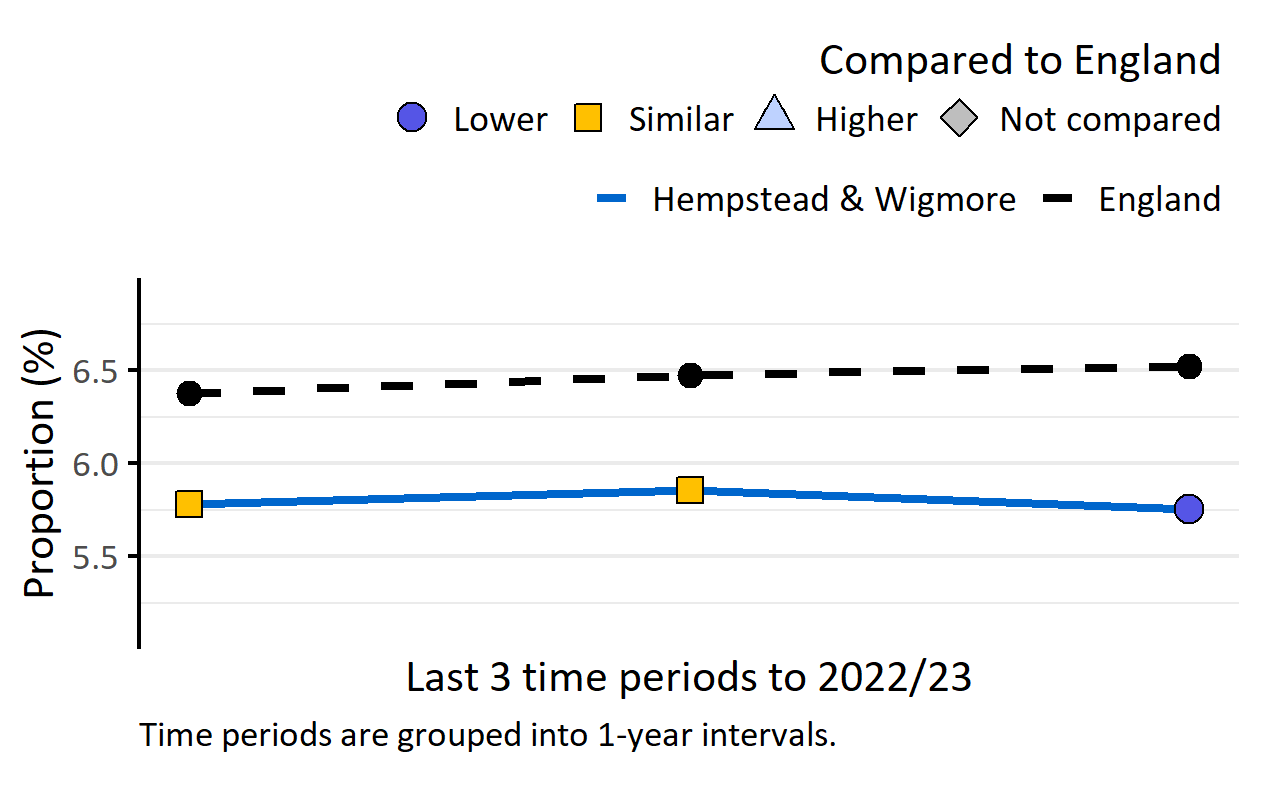 Compared to England
Lower Similar Higher Not compared
Hempstead & Wigmore England
Proportion (%)
6.5
6.0
5.5
Last 3 time periods to 2022/23
Time periods are grouped into 1-year intervals.